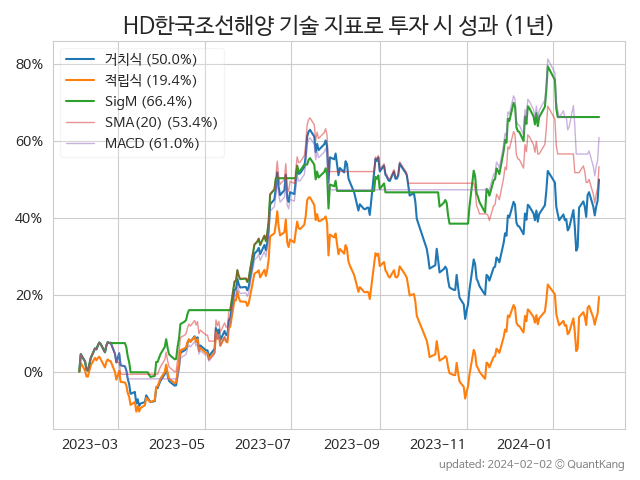 HD한국조선해양 기술 지표로 투자 시 성과 (1년)
거치식 (50.0%)
적립식 (19.4%)
SigM (66.4%)
SMA(20) (53.4%)
MACD (61.0%)
80%
60%
40%
20%
0%
2023-03 2023-05 2023-07 2023-09 2023-11 2024-01
updated: 2024-02-02 © QuantKang